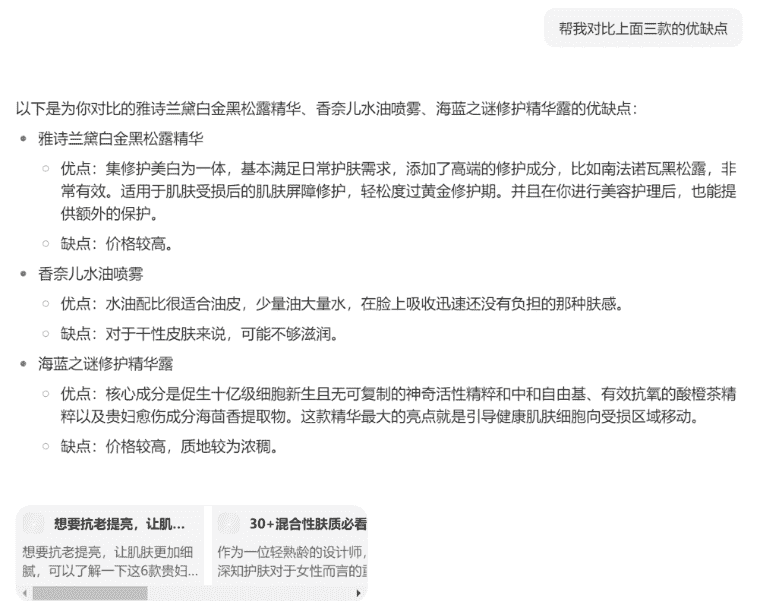 帮我对比上面三款的优缺点
以下是为你对比的雅诗兰黛白金黑松露精华、香奈儿水油喷雾、海蓝之谜修护精华露的优缺点：
雅诗兰黛白金黑松露精华
优点：集修护美白为一体，基本满足日常护肤需求，添加了高端的修护成分，比如南法诺瓦黑松露，非
常有效。适用于肌肤受损后的肌肤屏障修护，轻松度过黄金修护期。并且在你进行美容护理后，也能提
供额外的保护。
缺点：价格较高。
香奈儿水油喷雾
优点：水油配比很适合油皮，少量油大量水，在脸上吸收迅速还没有负担的那种肤感。
缺点：对于干性皮肤来说，可能不够滋润。
海蓝之谜修护精华露
优点：核心成分是促生十亿级细胞新生且无可复制的神奇活性精粹和中和自由基、有效抗氧的酸橙茶精
粹以及贵妇愈伤成分海茴香提取物。这款精华最大的亮点就是引导健康肌肤细胞向受损区域移动。
缺点：价格较高，质地较为浓稠。
想要抗老提亮，让肌...
想要抗老提亮，让肌肤更加细
腻，可以了解一下这6款贵妇...
30+混合性肤质必看
作为一位轻熟龄的设计师，
深知护肤对于女性而言的重